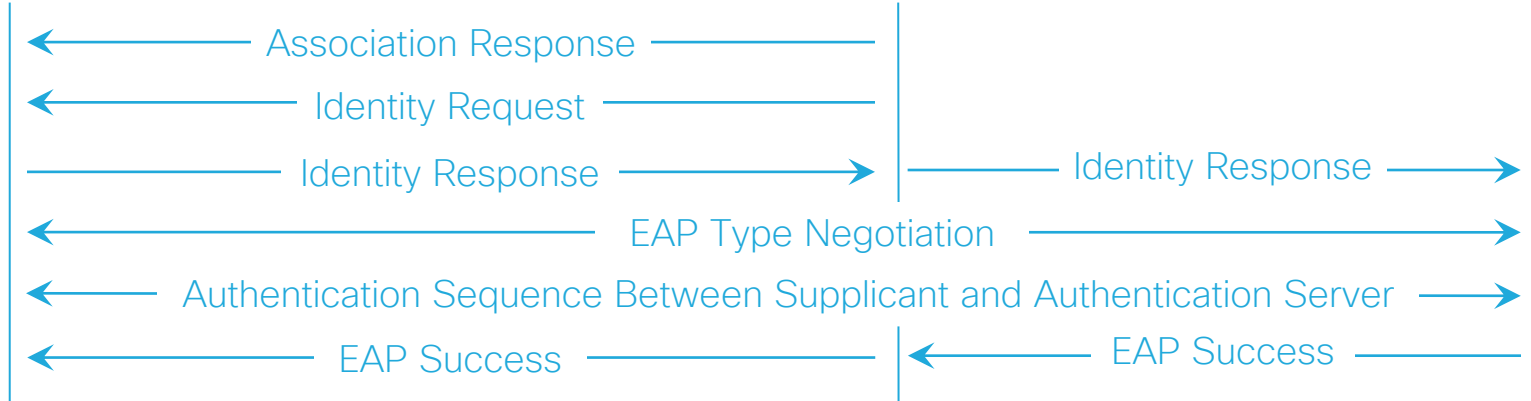 Association Response
Identity Request
Identity Response
Identity Response
EAP Type Negotiation
Authentication Sequence Between Supplicant and Authentication Server
EAP Success
EAP Success